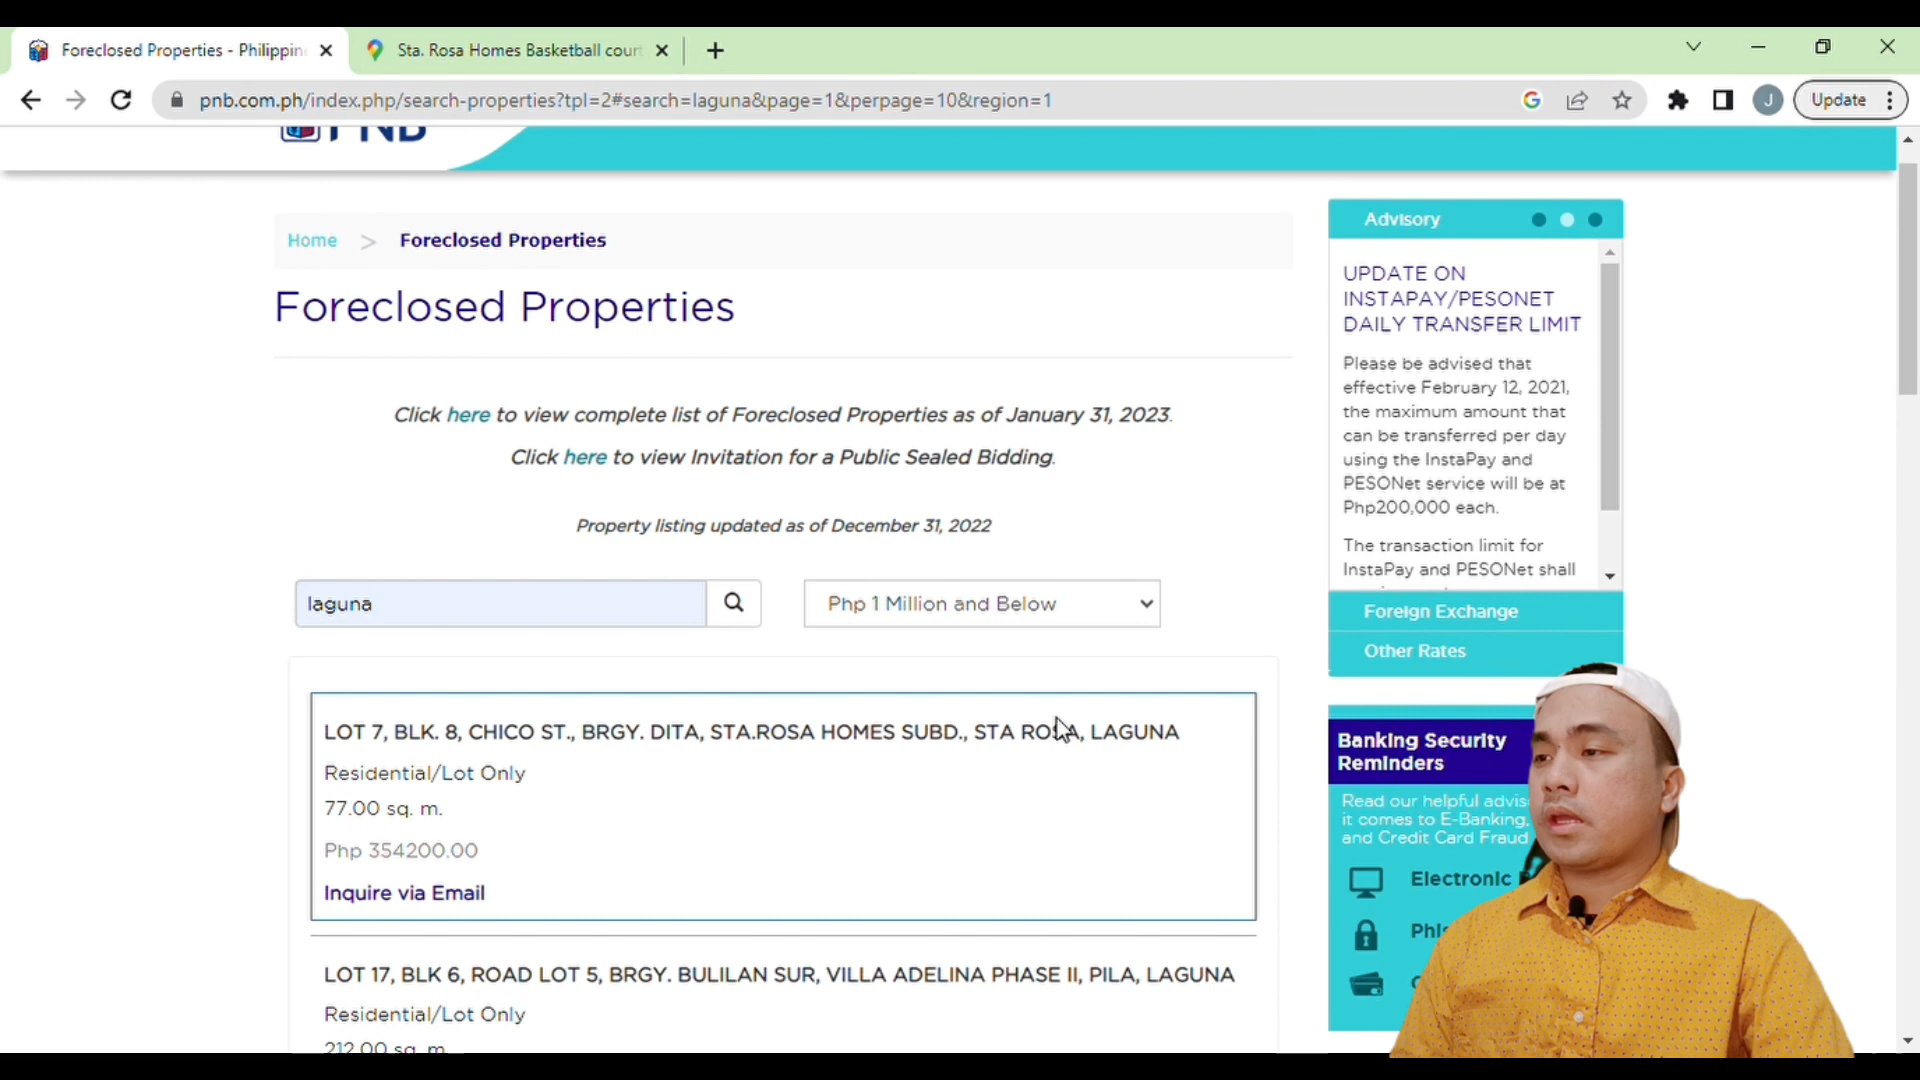 Foreclosed Properties - Philippin
Sta. Rosa Homes Basketball court
pnb.com.ph/index.php/search-properties?tpl=2#search=laguna&page=1&perpage=10&region=1
J
Update
PNB
Home > Foreclosed Properties
Foreclosed Properties
Click here to view complete list of Foreclosed Properties as of January 31, 2023.
Click here to view Invitation for a Public Sealed Bidding.
Property listing updated as of December 31, 2022
laguna
Php 1 Million and Below
LOT 7, BLK. 8, CHICO ST., BRGY. DITA, STA.ROSA HOMES SUBD., STA ROSA, LAGUNA
Residential/Lot Only
77.00 sq. m.
Php 354200.00
Inquire via Email
LOT 17, BLK 6, ROAD LOT 5, BRGY. BULILAN SUR, VILLA ADELINA PHASE II, PILA, LAGUNA
Residential/Lot Only
212.00 sq. m.
Advisory
UPDATE ON
INSTAPAY/PESONET
DAILY TRANSFER LIMIT
Please be advised that
effective February 12, 2021,
the maximum amount that
can be transferred per day
using the InstaPay and
PESONet service will be at
Php200,000 each.
The transaction limit for
InstaPay and PESONet shall
Foreign Exchange
Other Rates
Banking Security
Reminders
Read our helpful advis
it comes to E-Banking,
and Credit Card Fraud
Electronic
Phis